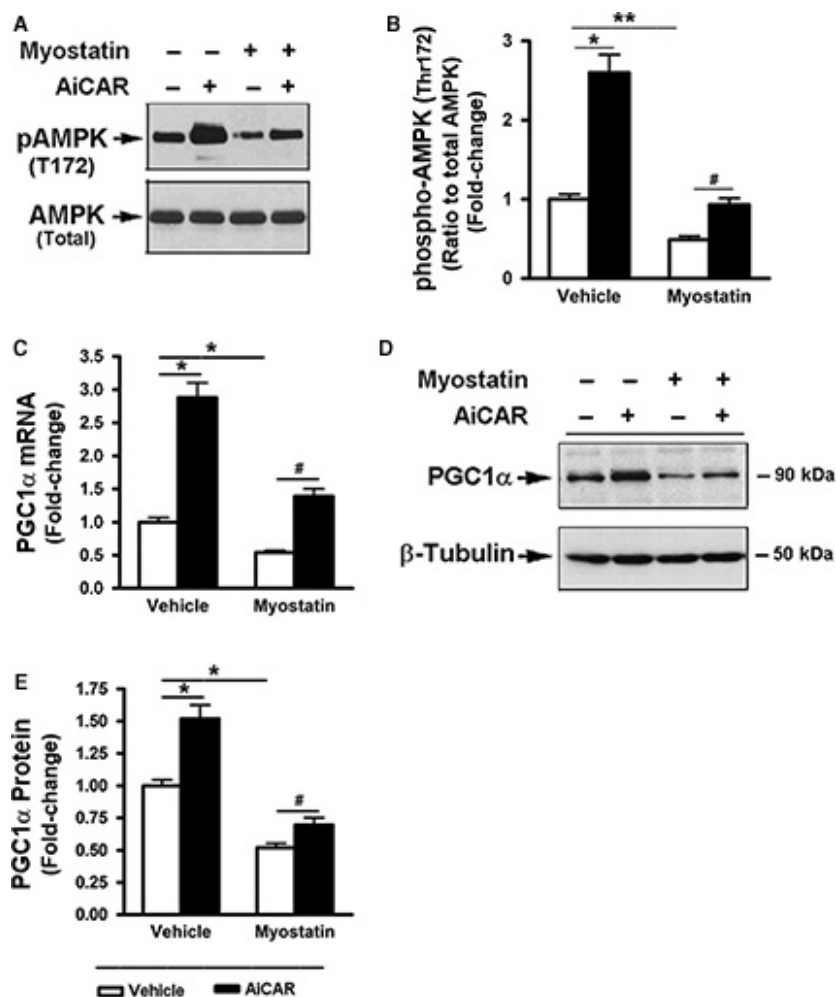 A
Myostatin – – + +
AiCAR – + – +
pAMPK
(T172)
AMPK
(Total)
B
phospho-AMPK (Thr172)
(Ratio to total AMPK)
(Fold-change)
3
2
1
0
**
*
#
Vehicle Myostatin
C
PGC1α mRNA
(Fold-change)
3.5
3.0
2.5
2.0
1.5
1.0
0.5
0.0
*
*
#
Vehicle Myostatin
D
Myostatin – – + +
AiCAR – + – +
PGC1α – 90 kDa
β-Tubulin – 50 kDa
E
PGC1α Protein
(Fold-change)
1.75
1.50
1.25
1.00
0.75
0.50
0.25
0.00
*
*
#
Vehicle Myostatin
Vehicle AiCAR